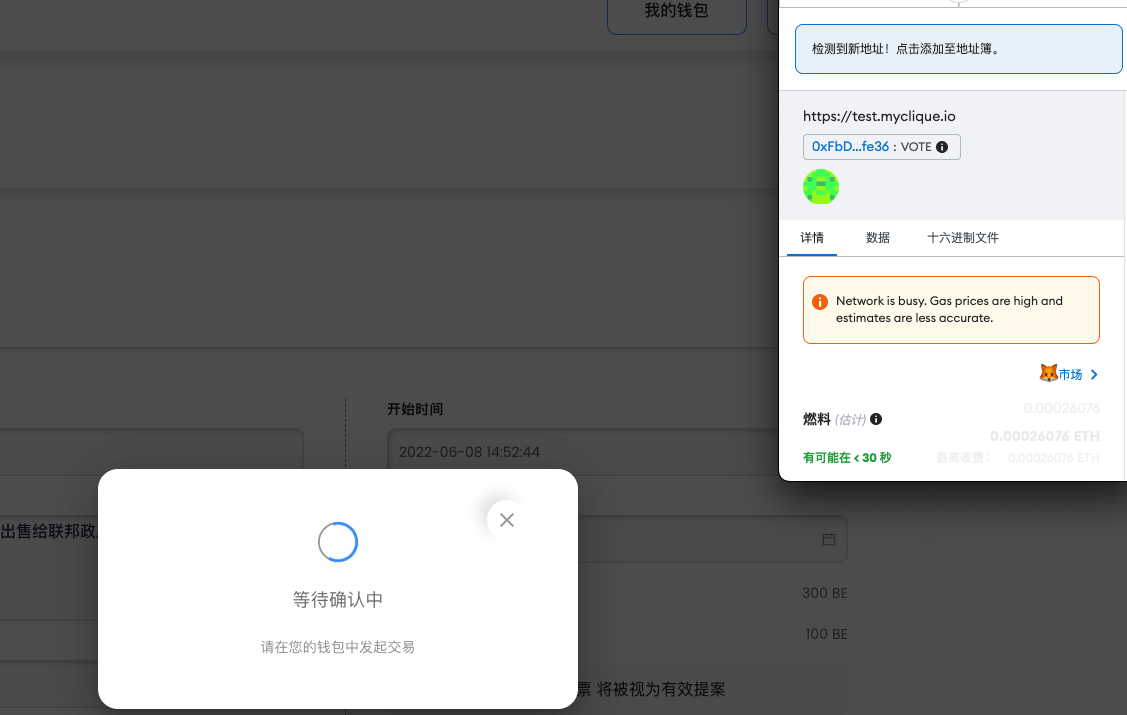 我的钱包
检测到新地址！点击添加至地址簿。
https://test.myclique.io
0xFbD...fe36 : VOTE
详情
数据
十六进制文件
Network is busy. Gas prices are high and
estimates are less accurate.
市场
0.00026076
燃料 (估计)
0.00026076 ETH
有可能在 < 30 秒
最高收费：
0.00026076 ETH
开始时间
2022-06-08 14:52:44
出售给联邦政
300 BE
100 BE
票 将被视为有效提案
等待确认中
请在您的钱包中发起交易